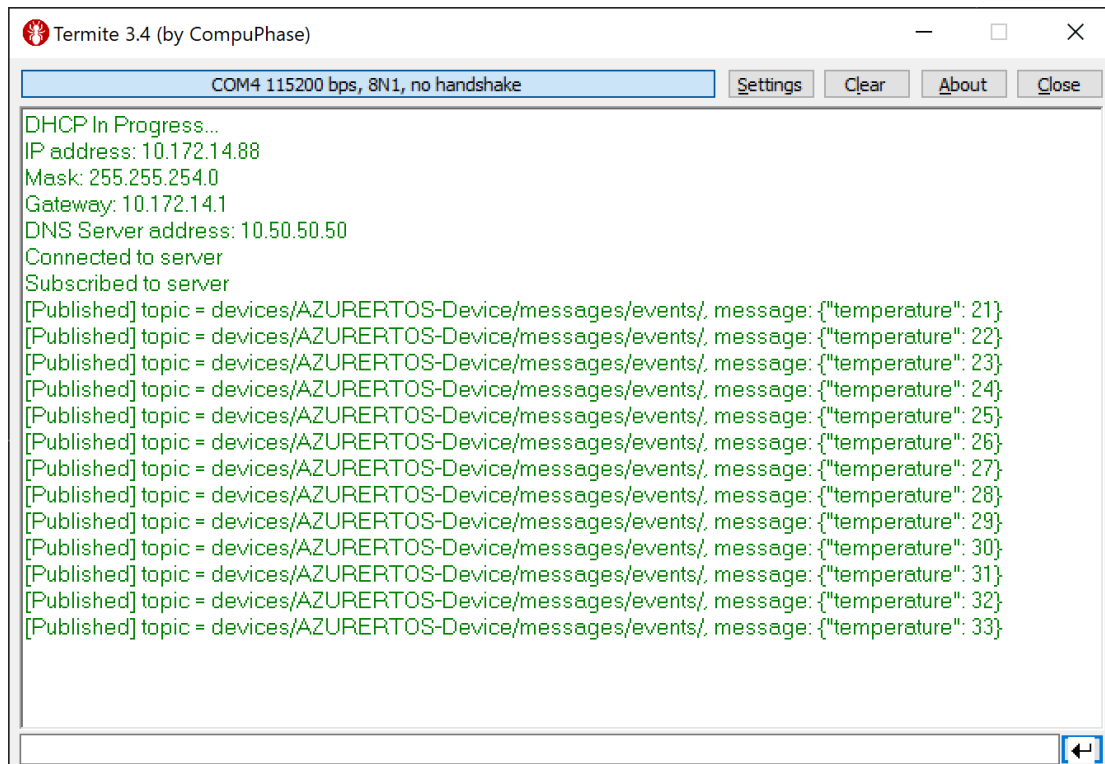 Termite 3.4 (by CompuPhase)
COM4 115200 bps, 8N1, no handshake Settings Clear About Close
DHCP In Progress...
IP address: 10.172.14.88
Mask: 255.255.254.0
Gateway: 10.172.14.1
DNS Server address: 10.50.50.50
Connected to server
Subscribed to server
[Published] topic = devices/AZURERTOS-Device/messages/events/, message: {"temperature": 21}
[Published] topic = devices/AZURERTOS-Device/messages/events/, message: {"temperature": 22}
[Published] topic = devices/AZURERTOS-Device/messages/events/, message: {"temperature": 23}
[Published] topic = devices/AZURERTOS-Device/messages/events/, message: {"temperature": 24}
[Published] topic = devices/AZURERTOS-Device/messages/events/, message: {"temperature": 25}
[Published] topic = devices/AZURERTOS-Device/messages/events/, message: {"temperature": 26}
[Published] topic = devices/AZURERTOS-Device/messages/events/, message: {"temperature": 27}
[Published] topic = devices/AZURERTOS-Device/messages/events/, message: {"temperature": 28}
[Published] topic = devices/AZURERTOS-Device/messages/events/, message: {"temperature": 29}
[Published] topic = devices/AZURERTOS-Device/messages/events/, message: {"temperature": 30}
[Published] topic = devices/AZURERTOS-Device/messages/events/, message: {"temperature": 31}
[Published] topic = devices/AZURERTOS-Device/messages/events/, message: {"temperature": 32}
[Published] topic = devices/AZURERTOS-Device/messages/events/, message: {"temperature": 33}